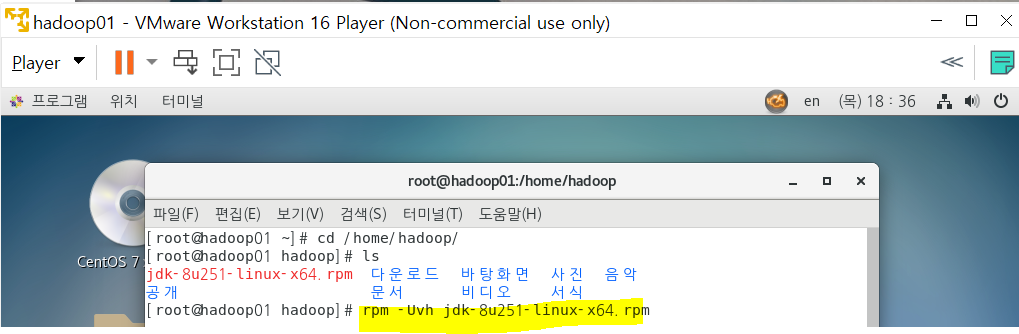 hadoop01 - VMware Workstation 16 Player (Non-commercial use only)
Player
프로그램 위치 터미널 en (목) 18 : 36
root@hadoop01:/home/hadoop
파일(F) 편집(E) 보기(V) 검색(S) 터미널(T) 도움말(H)
[root@hadoop01 ~]# cd /home/hadoop/
[root@hadoop01 hadoop]# ls
jdk-8u251-linux-x64.rpm 다운로드 바탕화면 사진 음악
공개 문서 비디오 서식
[root@hadoop01 hadoop]# rpm -Uvh jdk-8u251-linux-x64.rpm
CentOS 7